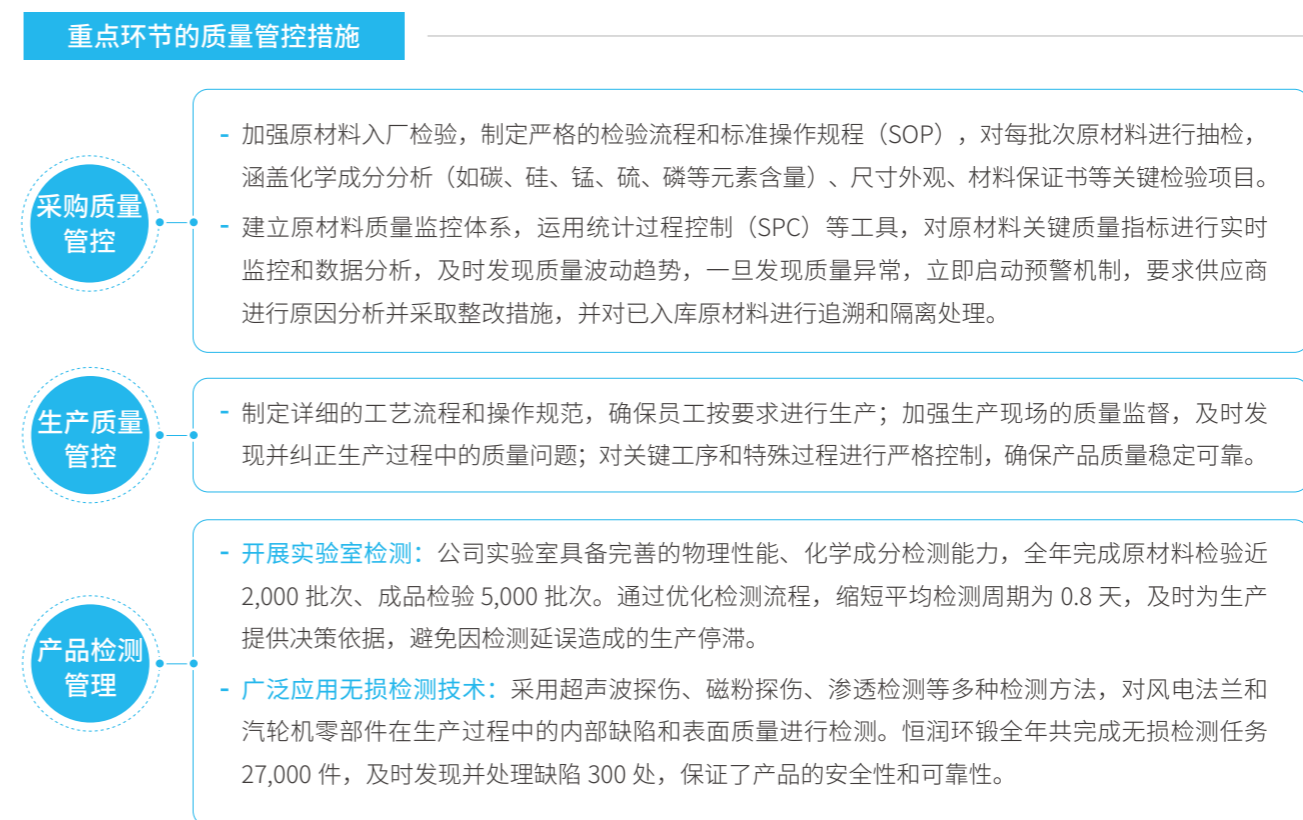 重点环节的质量管控措施
采购质量
管控
- 加强原材料入厂检验，制定严格的检验流程和标准操作规程（SOP），对每批次原材料进行抽检，
涵盖化学成分分析（如碳、硅、锰、硫、磷等元素含量）、尺寸外观、材料保证书等关键检验项目。
- 建立原材料质量监控体系，运用统计过程控制（SPC）等工具，对原材料关键质量指标进行实时
监控和数据分析，及时发现质量波动趋势，一旦发现质量异常，立即启动预警机制，要求供应商
进行原因分析并采取整改措施，并对已入库原材料进行追溯和隔离处理。
生产质量
管控
- 制定详细的工艺流程和操作规范，确保员工按要求进行生产；加强生产现场的质量监督，及时发
现并纠正生产过程中的质量问题；对关键工序和特殊过程进行严格控制，确保产品质量稳定可靠。
产品检测
管理
- 开展实验室检测：公司实验室具备完善的物理性能、化学成分检测能力，全年完成原材料检验近
2,000 批次、成品检验 5,000 批次。通过优化检测流程，缩短平均检测周期为 0.8 天，及时为生产
提供决策依据，避免因检测延误造成的生产停滞。
- 广泛应用无损检测技术：采用超声波探伤、磁粉探伤、渗透检测等多种检测方法，对风电法兰和
汽轮机零部件在生产过程中的内部缺陷和表面质量进行检测。恒润环锻全年共完成无损检测任务
27,000 件，及时发现并处理缺陷 300 处，保证了产品的安全性和可靠性。